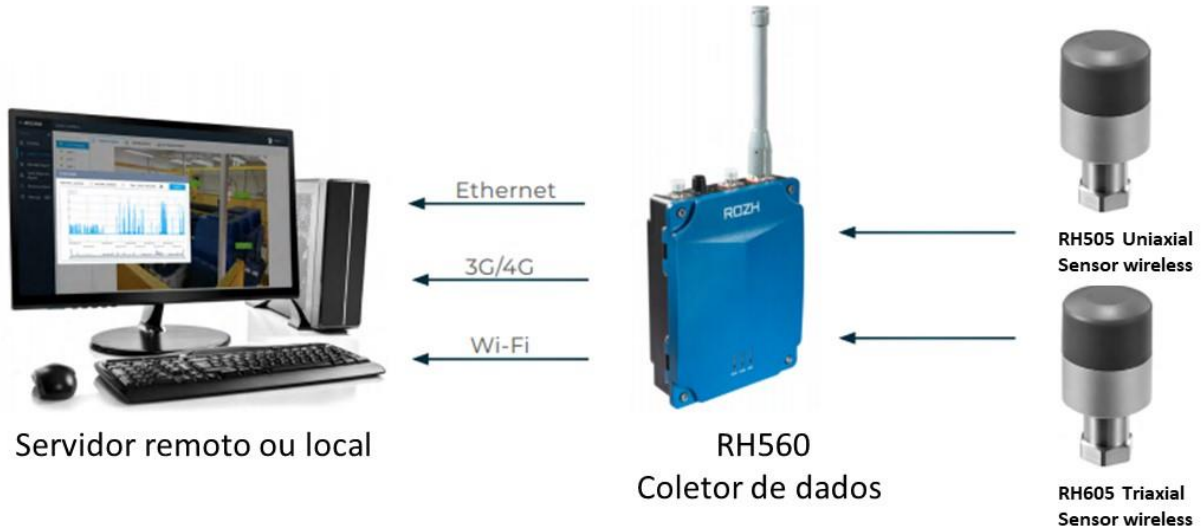 Ethernet
3G/4G
Wi-Fi
ROZH
RH505 Uniaxial
Sensor wireless
RH605 Triaxial
Sensor wireless
Servidor remoto ou local
RH560
Coletor de dados